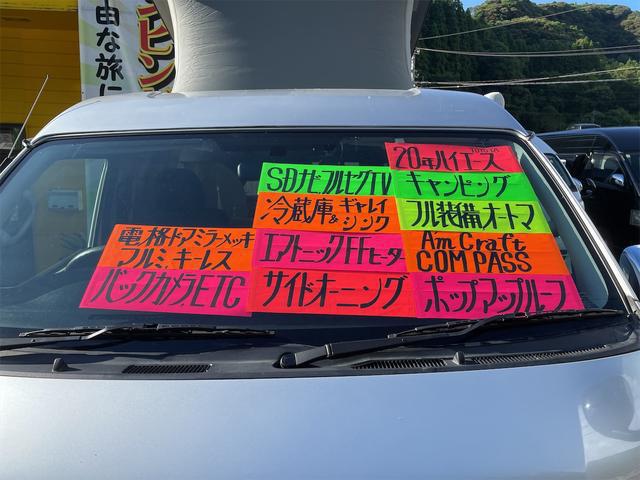 20年ハイエース
キャンピング
フル装備オートマ
Am Craft
COMPASS
ポップアップルーフ
SDナビフルセグTV
冷蔵庫&ギャレイ
シンク
エアトニックFFヒーター
サイドオーニング
電格ドアミラーメッキ
フルミ、キーレス
バックカメラ、ETC
由な旅に